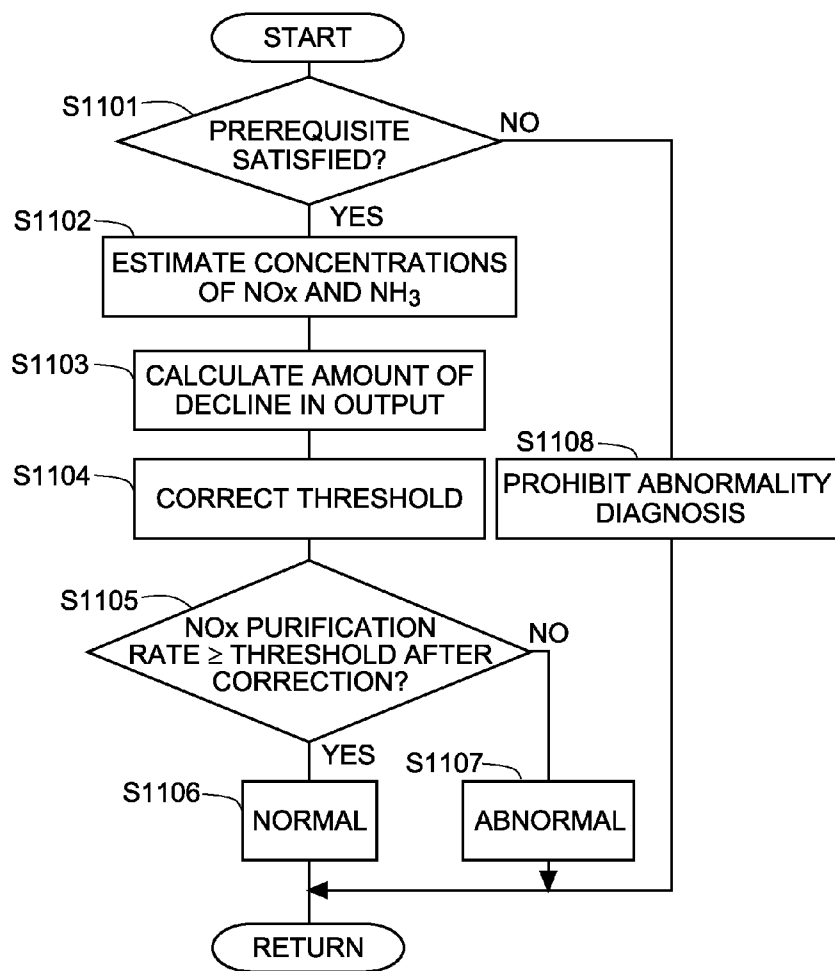 START
S1101
PREREQUISITE
SATISFIED?
NO
YES
S1102
ESTIMATE CONCENTRATIONS
OF NOx AND NH3
S1103
CALCULATE AMOUNT OF
DECLINE IN OUTPUT
S1104
CORRECT THRESHOLD
S1108
PROHIBIT ABNORMALITY
DIAGNOSIS
S1105
NOx PURIFICATION
RATE ≥ THRESHOLD AFTER
CORRECTION?
NO
YES
S1106
NORMAL
S1107
ABNORMAL
RETURN